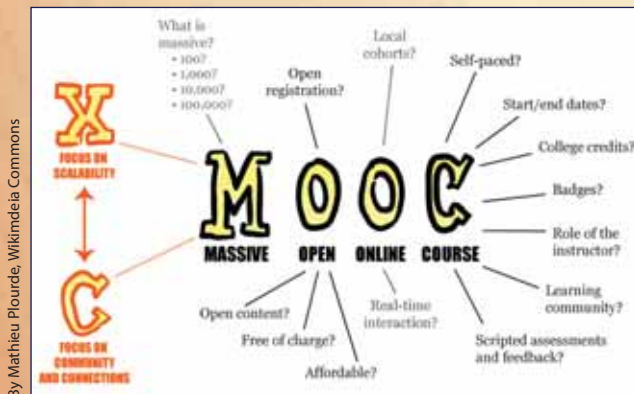 By Mathieu Plourde, Wikimdeia Commons
What is
massive?
• 100?
• 1,000?
• 10,000?
• 100,000?
Open
registration?
Local
cohorts?
Self-paced?
Start/end dates?
College credits?
Badges?
Role of the
instructor?
Learning
community?
Scripted assessments
and feedback?
X
FOCUS ON
SCALABILITY
C
FOCUS ON
COMMUNITY
AND CONNECTIONS
MOOC
MASSIVE OPEN ONLINE COURSE
Open content?
Free of charge?
Affordable?
Real-time
interaction?